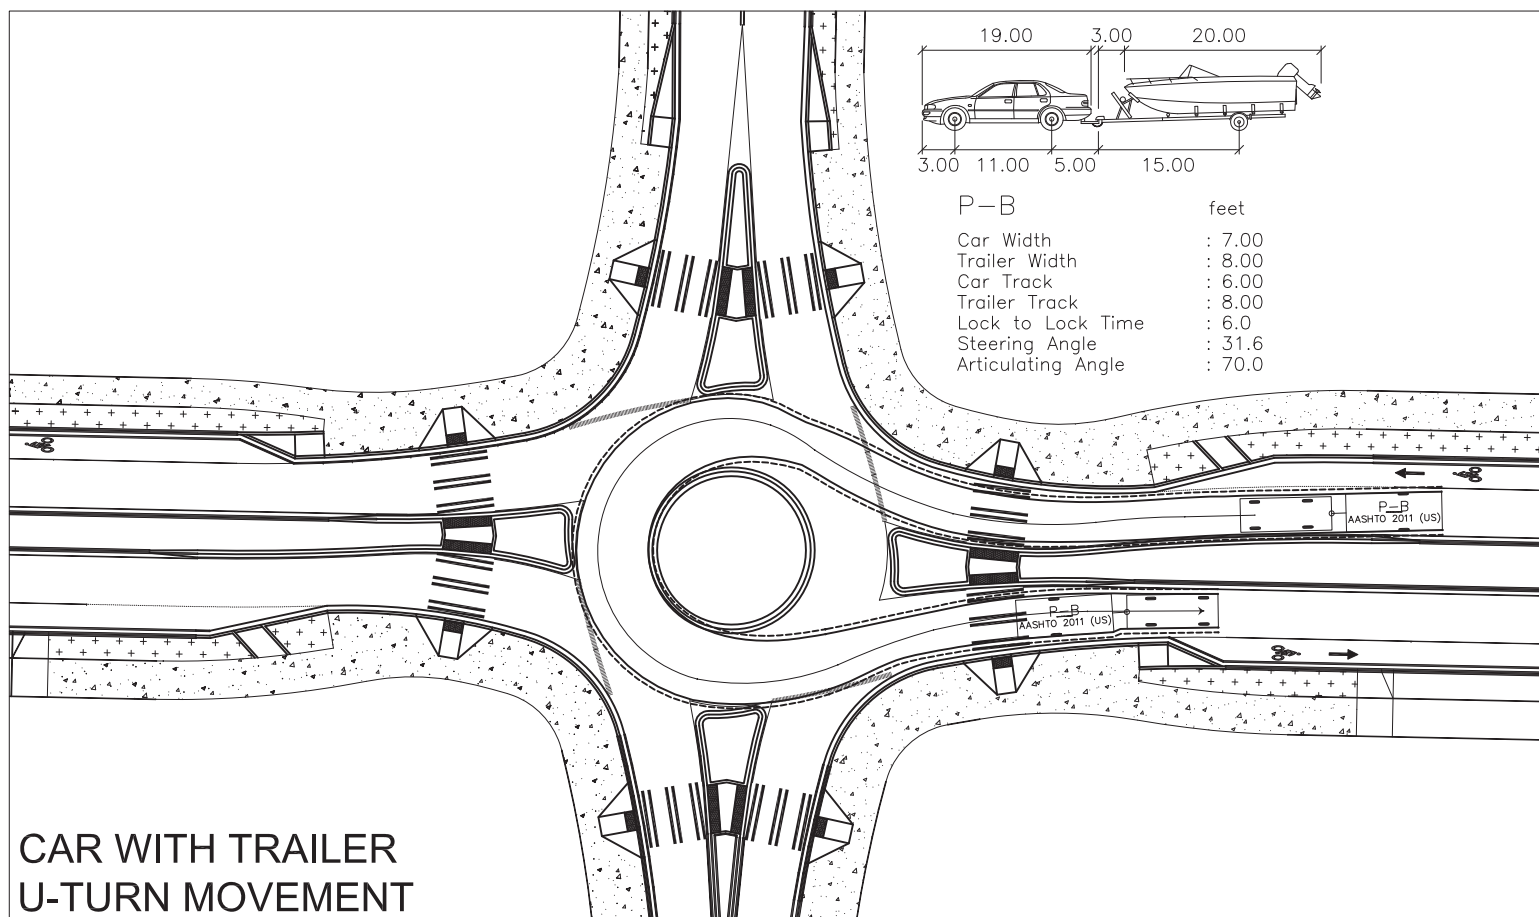 19.00 3.00 20.00
3.00 11.00 5.00 15.00
P-B feet
Car Width : 7.00
Trailer Width : 8.00
Car Track : 6.00
Trailer Track : 8.00
Lock to Lock Time : 6.0
Steering Angle : 31.6
Articulating Angle : 70.0
P-B
AASHTO 2011 (US)
P-B
AASHTO 2011 (US)
CAR WITH TRAILER
U-TURN MOVEMENT